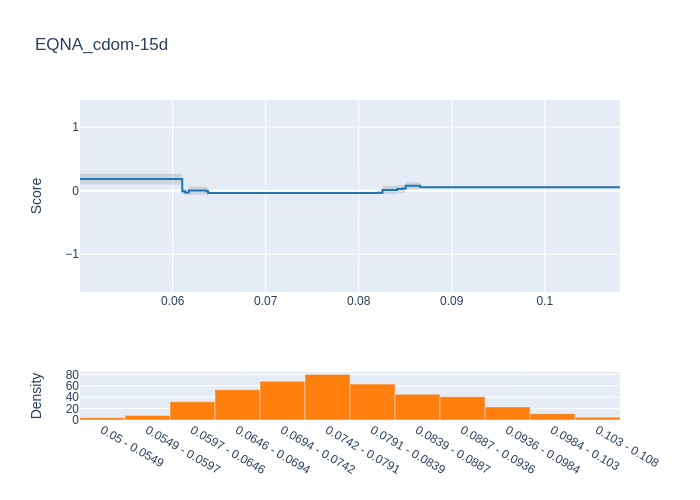 EQNA_cdom-15d
1
0
−1
Score
0.06
0.07
0.08
0.09
0.1
80
60
40
20
0
Density
0.05 - 0.0549
0.0549 - 0.0597
0.0597 - 0.0646
0.0646 - 0.0694
0.0694 - 0.0742
0.0742 - 0.0791
0.0791 - 0.0839
0.0839 - 0.0887
0.0887 - 0.0936
0.0936 - 0.0984
0.0984 - 0.103
0.103 - 0.108